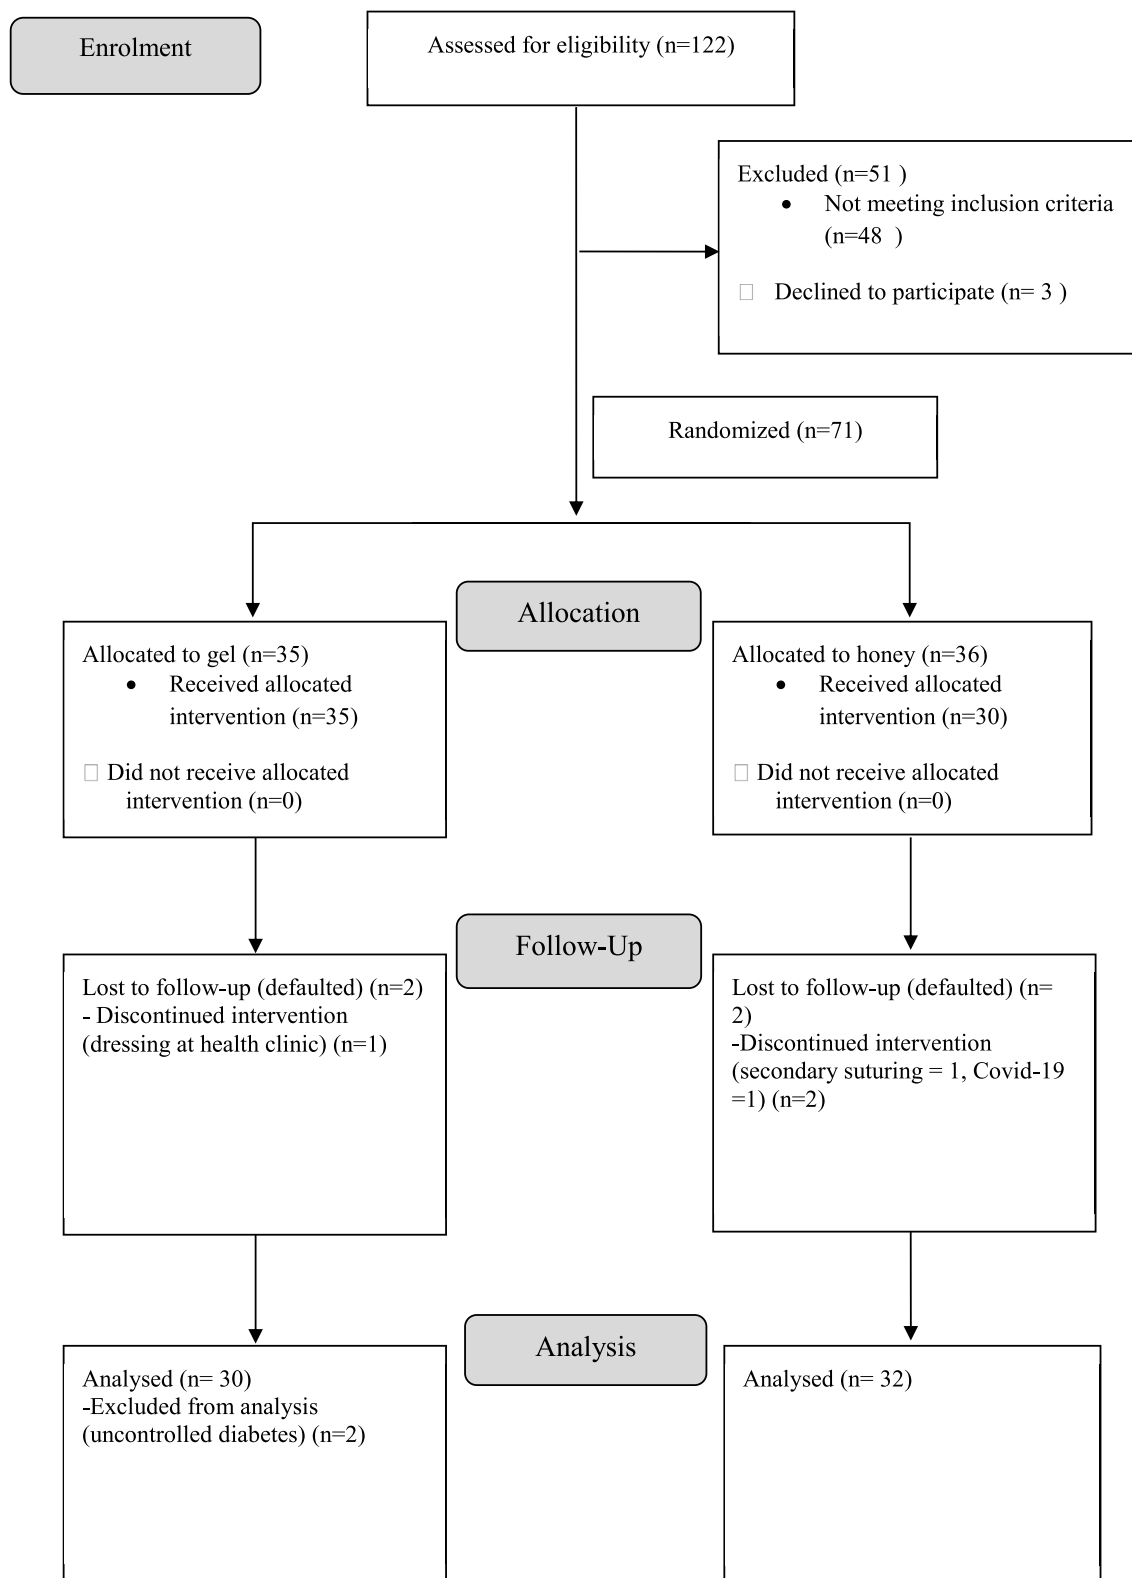 Enrolment
Assessed for eligibility (n=122)
Excluded (n=51 )
• Not meeting inclusion criteria
(n=48 )
□ Declined to participate (n= 3 )
Randomized (n=71)
Allocation
Allocated to gel (n=35)
• Received allocated
intervention (n=35)
□ Did not receive allocated
intervention (n=0)
Allocated to honey (n=36)
• Received allocated
intervention (n=30)
□ Did not receive allocated
intervention (n=0)
Follow-Up
Lost to follow-up (defaulted) (n=2)
- Discontinued intervention
(dressing at health clinic) (n=1)
Lost to follow-up (defaulted) (n=
2)
-Discontinued intervention
(secondary suturing = 1, Covid-19
=1) (n=2)
Analysis
Analysed (n= 30)
-Excluded from analysis
(uncontrolled diabetes) (n=2)
Analysed (n= 32)